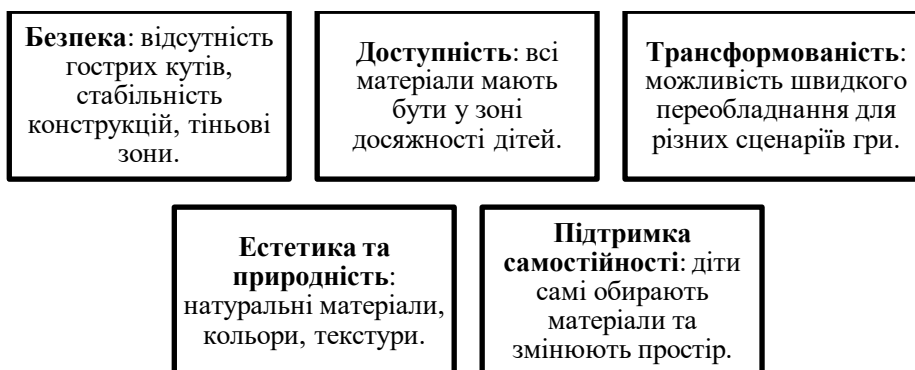 Безпека: відсутність
гострих кутів,
стабільність
конструкцій, тіньові
зони.
Доступність: всі
матеріали мають
бути у зоні
досяжності дітей.
Трансформованість:
можливість швидкого
переобладнання для
різних сценаріїв гри.
Естетика та
природність:
натуральні матеріали,
кольори, текстури.
Підтримка
самостійності: діти
самі обирають
матеріали та
змінюють простір.